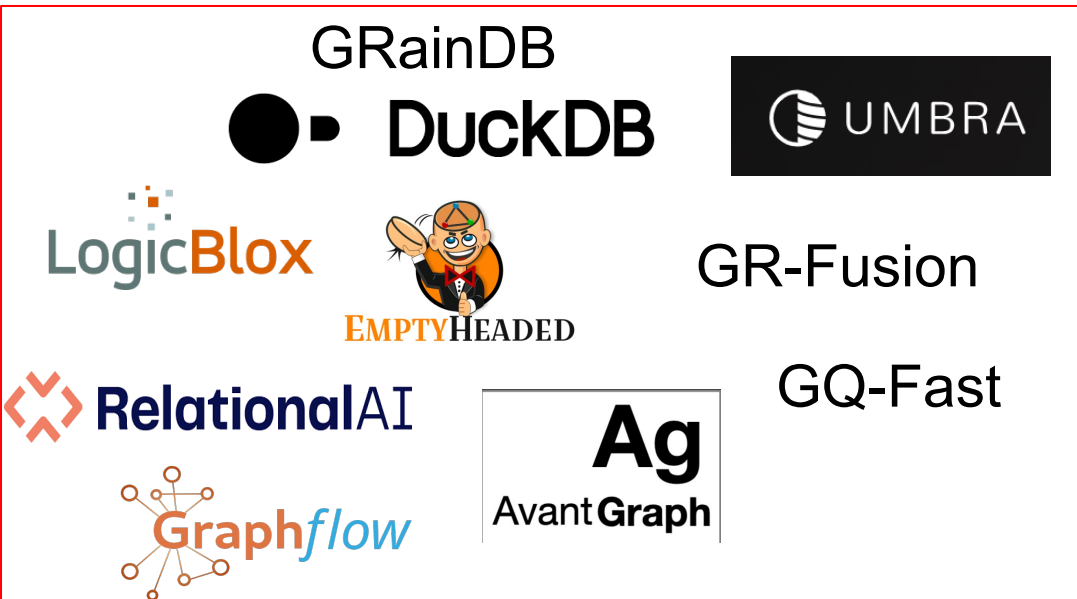 GRainDB
DuckDB
UMBRA
LogicBlox
EMPTYHEADED
GR-Fusion
GQ-Fast
RelationalAI
Ag
AvantGraph
Graphflow